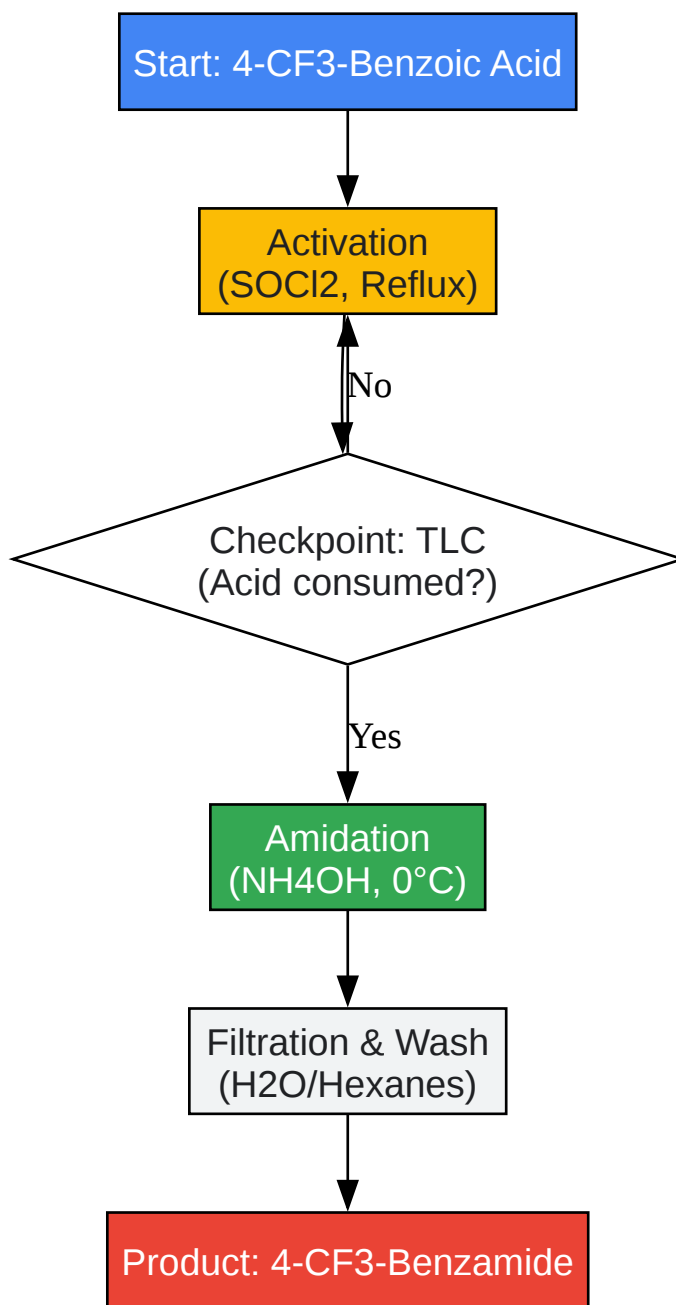 Start: 4-CF3-Benzoic Acid
Activation
(SOCl2, Reflux)
No
Checkpoint: TLC
(Acid consumed?)
Yes
Amidation
(NH4OH, 0°C)
Filtration & Wash
(H2O/Hexanes)
Product: 4-CF3-Benzamide